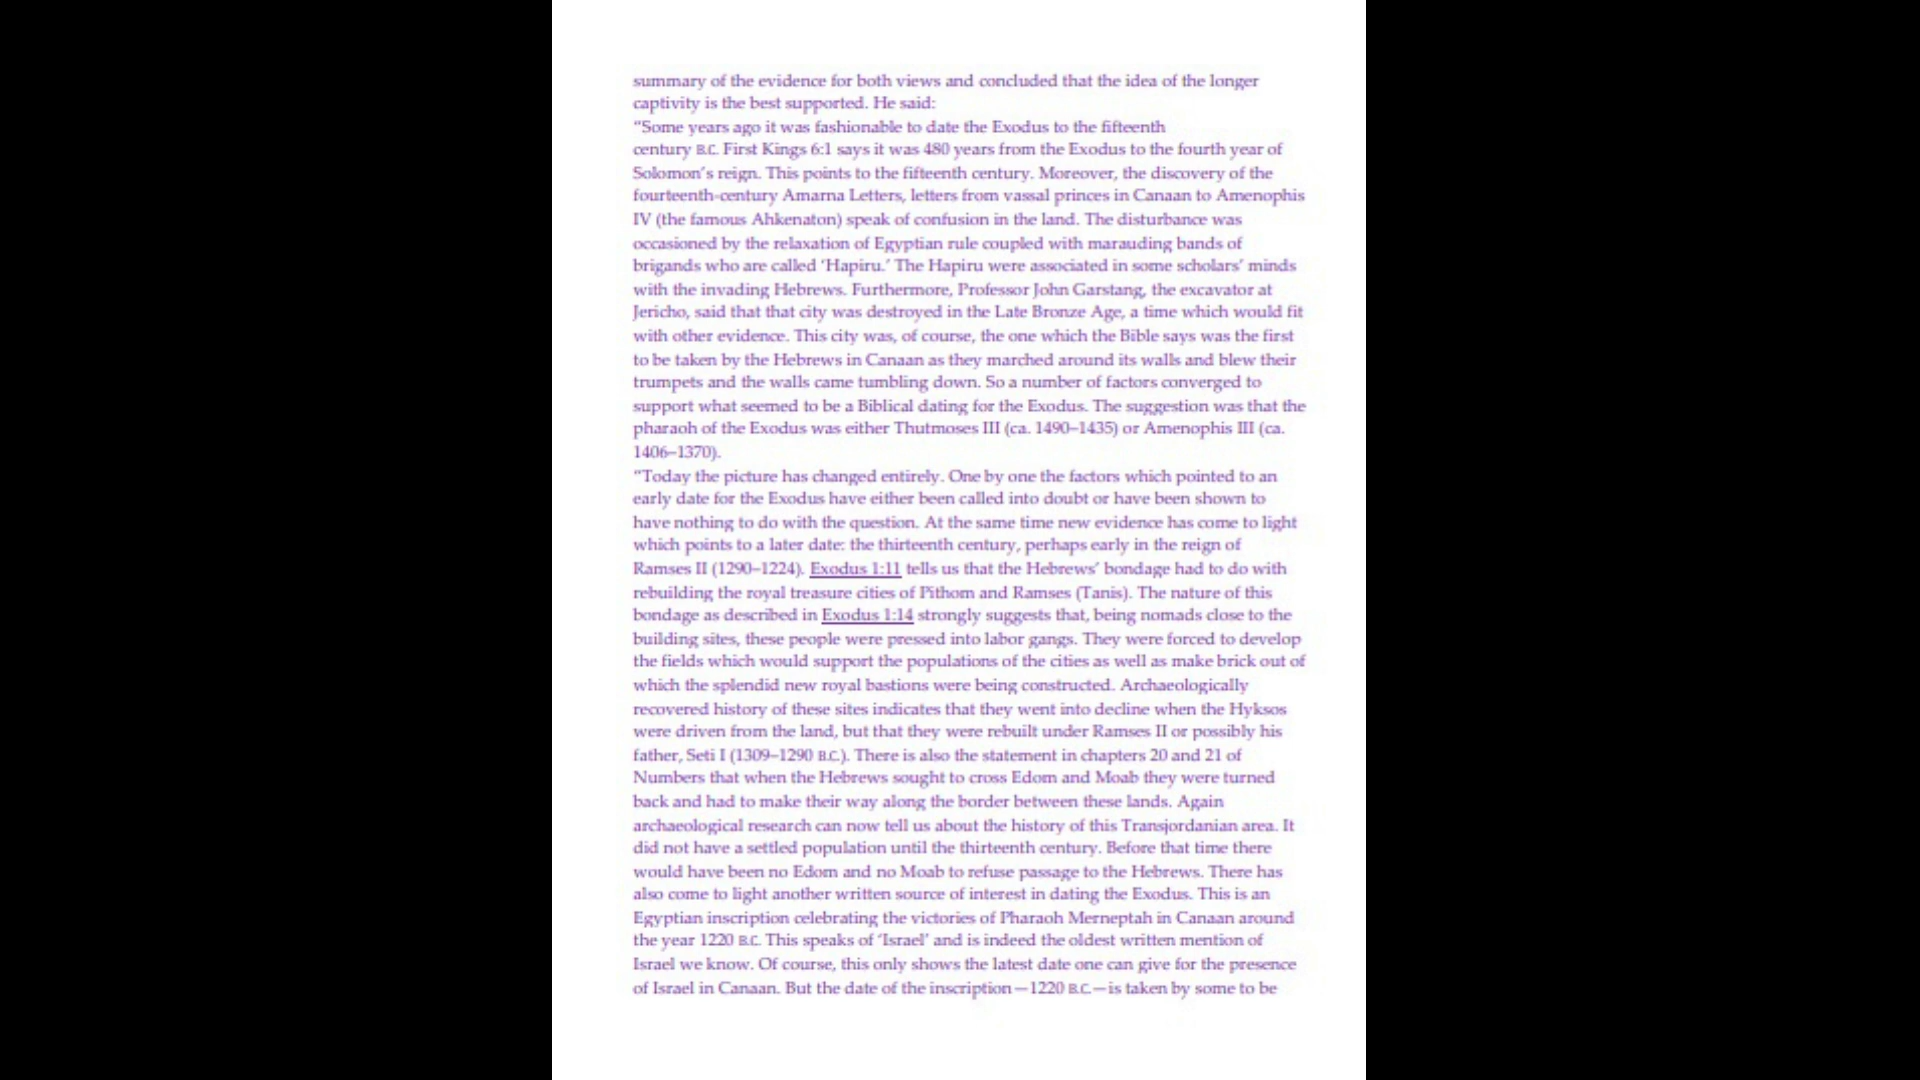 summary of the evidence for both views and concluded that the idea of the longer
captivity is the best supported. He said:
“Some years ago it was fashionable to date the Exodus to the fifteenth
century B.C. First Kings 6:1 says it was 480 years from the Exodus to the fourth year of
Solomon’s reign. This points to the fifteenth century. Moreover, the discovery of the
fourteenth-century Amarna Letters, letters from vassal princes in Canaan to Amenophis
IV (the famous Ahkenaton) speak of confusion in the land. The disturbance was
occasioned by the relaxation of Egyptian rule coupled with marauding bands of
brigands who are called ‘Hapiru.’ The Hapiru were associated in some scholars’ minds
with the invading Hebrews. Furthermore, Professor John Garstang, the excavator at
Jericho, said that that city was destroyed in the Late Bronze Age, a time which would fit
with other evidence. This city was, of course, the one which the Bible says was the first
to be taken by the Hebrews in Canaan as they marched around its walls and blew their
trumpets and the walls came tumbling down. So a number of factors converged to
support what seemed to be a Biblical dating for the Exodus. The suggestion was that the
pharaoh of the Exodus was either Thutmoses III (ca. 1490–1435) or Amenophis III (ca.
1406–1370).
“Today the picture has changed entirely. One by one the factors which pointed to an
early date for the Exodus have either been called into doubt or have been shown to
have nothing to do with the question. At the same time new evidence has come to light
which points to a later date: the thirteenth century, perhaps early in the reign of
Ramses II (1290–1224). Exodus 1:11 tells us that the Hebrews’ bondage had to do with
rebuilding the royal treasure cities of Pithom and Ramses (Tanis). The nature of this
bondage as described in Exodus 1:14 strongly suggests that, being nomads close to the
building sites, these people were pressed into labor gangs. They were forced to develop
the fields which would support the populations of the cities as well as make brick out of
which the splendid new royal bastions were being constructed. Archaeologically
recovered history of these sites indicates that they went into decline when the Hyksos
were driven from the land, but that they were rebuilt under Ramses II or possibly his
father, Seti I (1309–1290 B.C.). There is also the statement in chapters 20 and 21 of
Numbers that when the Hebrews sought to cross Edom and Moab they were turned
back and had to make their way along the border between these lands. Again
archaeological research can now tell us about the history of this Transjordanian area. It
did not have a settled population until the thirteenth century. Before that time there
would have been no Edom and no Moab to refuse passage to the Hebrews. There has
also come to light another written source of interest in dating the Exodus. This is an
Egyptian inscription celebrating the victories of Pharaoh Merneptah in Canaan around
the year 1220 B.C. This speaks of ‘Israel’ and is indeed the oldest written mention of
Israel we know. Of course, this only shows the latest date one can give for the presence
of Israel in Canaan. But the date of the inscription—1220 B.C.—is taken by some to be